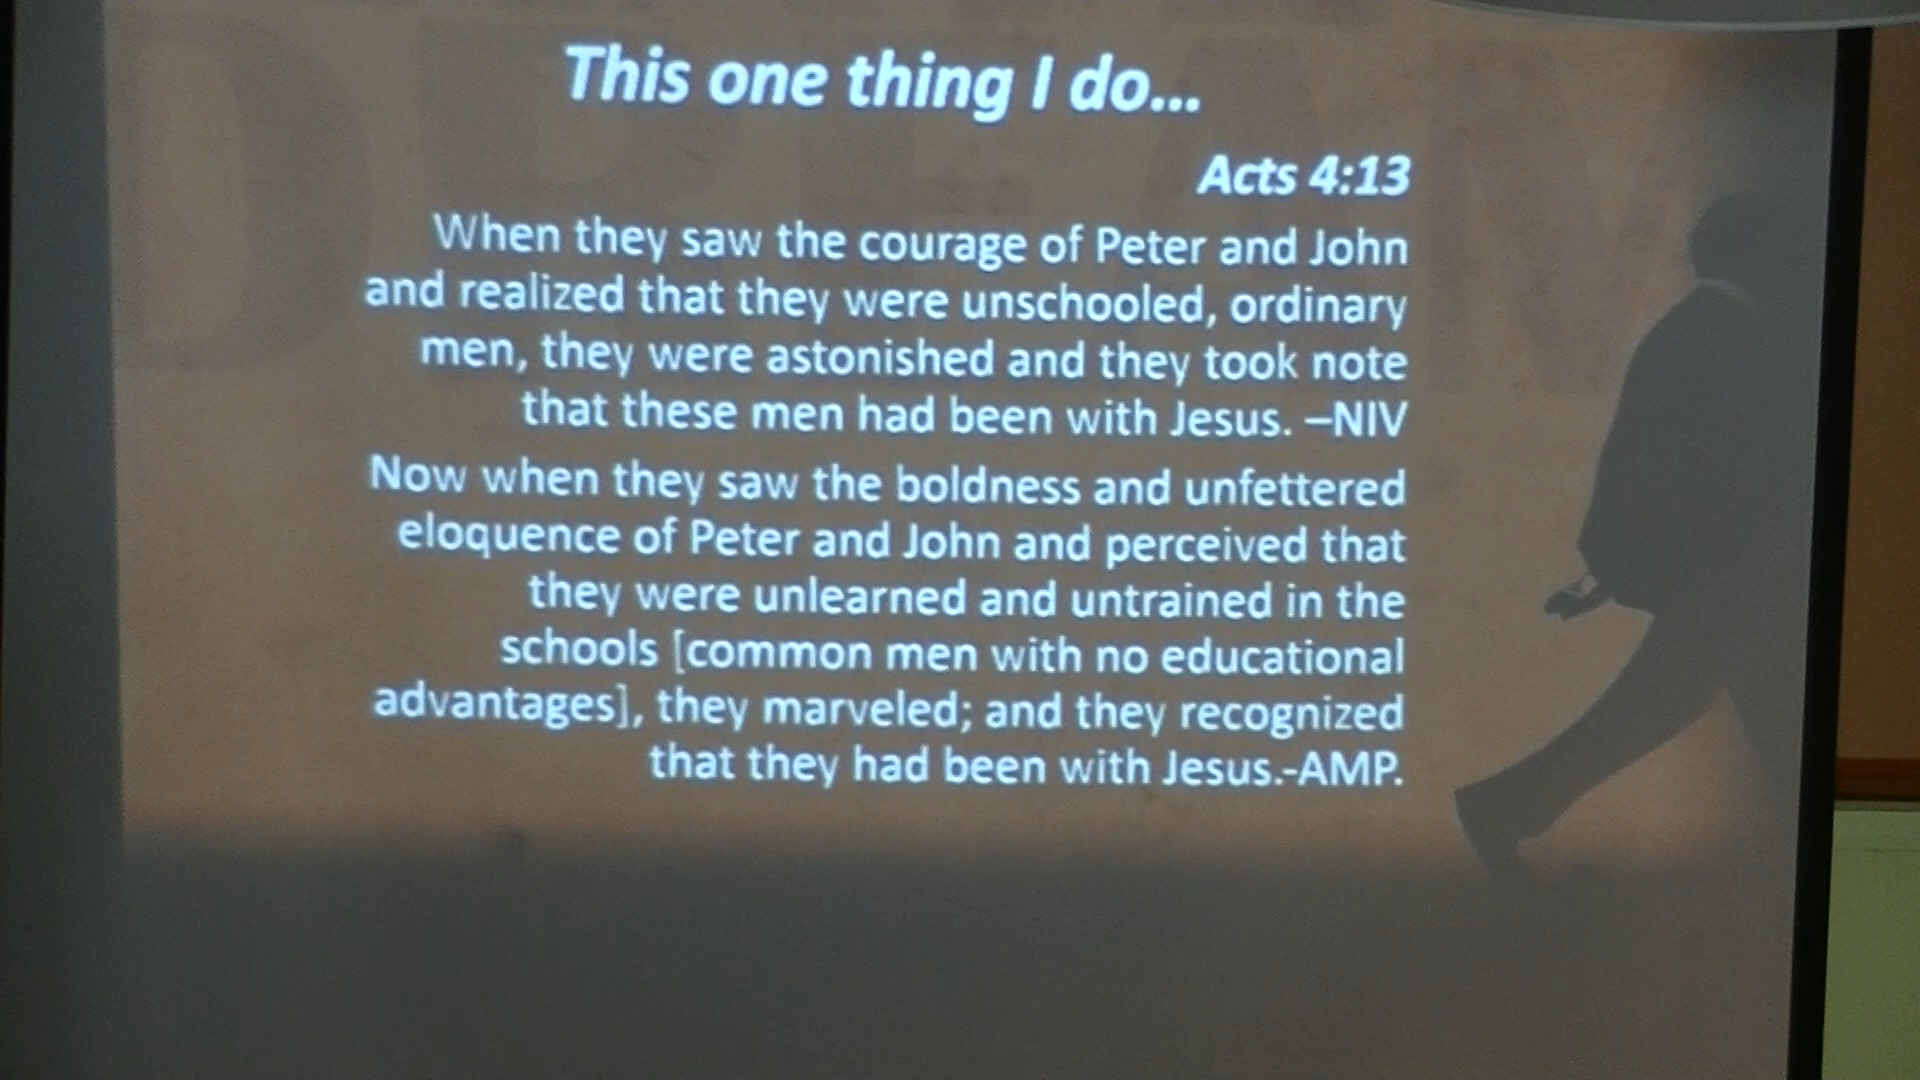 This one thing I do...
Acts 4:13
When they saw the courage of Peter and John
and realized that they were unschooled, ordinary
men, they were astonished and they took note
that these men had been with Jesus. –NIV
Now when they saw the boldness and unfettered
eloquence of Peter and John and perceived that
they were unlearned and untrained in the
schools [common men with no educational
advantages], they marveled; and they recognized
that they had been with Jesus.-AMP.